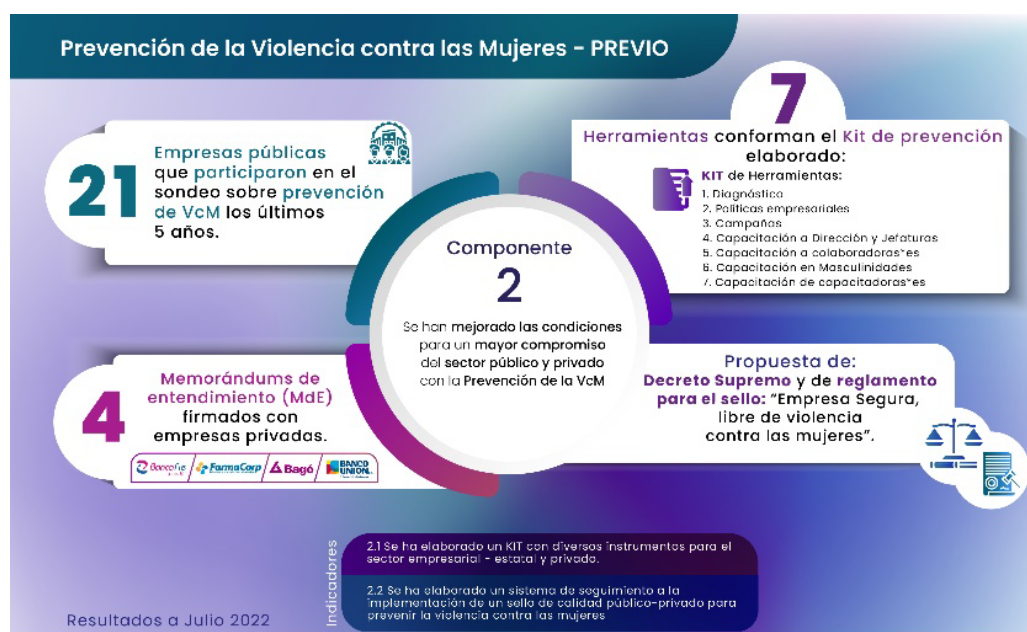 Prevención de la Violencia contra las Mujeres - PREVIO
21
Empresas públicas
que participaron en el
sondeo sobre prevención
de VcM los últimos
5 años.
7
Herramientas conforman el Kit de prevención
elaborado:
KIT de Herramientas:
1. Diagnóstico
2. Políticas empresariales
3. Campañas
4. Capacitación a Dirección y Jefaturas
5. Capacitación a colaboradoras*es
6. Capacitación en Masculinidades
7. Capacitación de capacitadoras*es
Componente
2
Se han mejorado las condiciones
para un mayor compromiso
del sector público y privado
con la Prevención de la VcM
4
Memorándums de
entendimiento (MdE)
firmados con
empresas privadas.
BancoFie
FarmaCorp
Bagó
BANCO
UNION
Propuesta de:
Decreto Supremo y de reglamento
para el sello: “Empresa Segura,
libre de violencia
contra las mujeres”.
Indicadores
2.1 Se ha elaborado un KIT con diversos instrumentos para el
sector empresarial - estatal y privado.
2.2 Se ha elaborado un sistema de seguimiento a la
implementación de un sello de calidad público-privado para
prevenir la violencia contra las mujeres
Resultados a Julio 2022